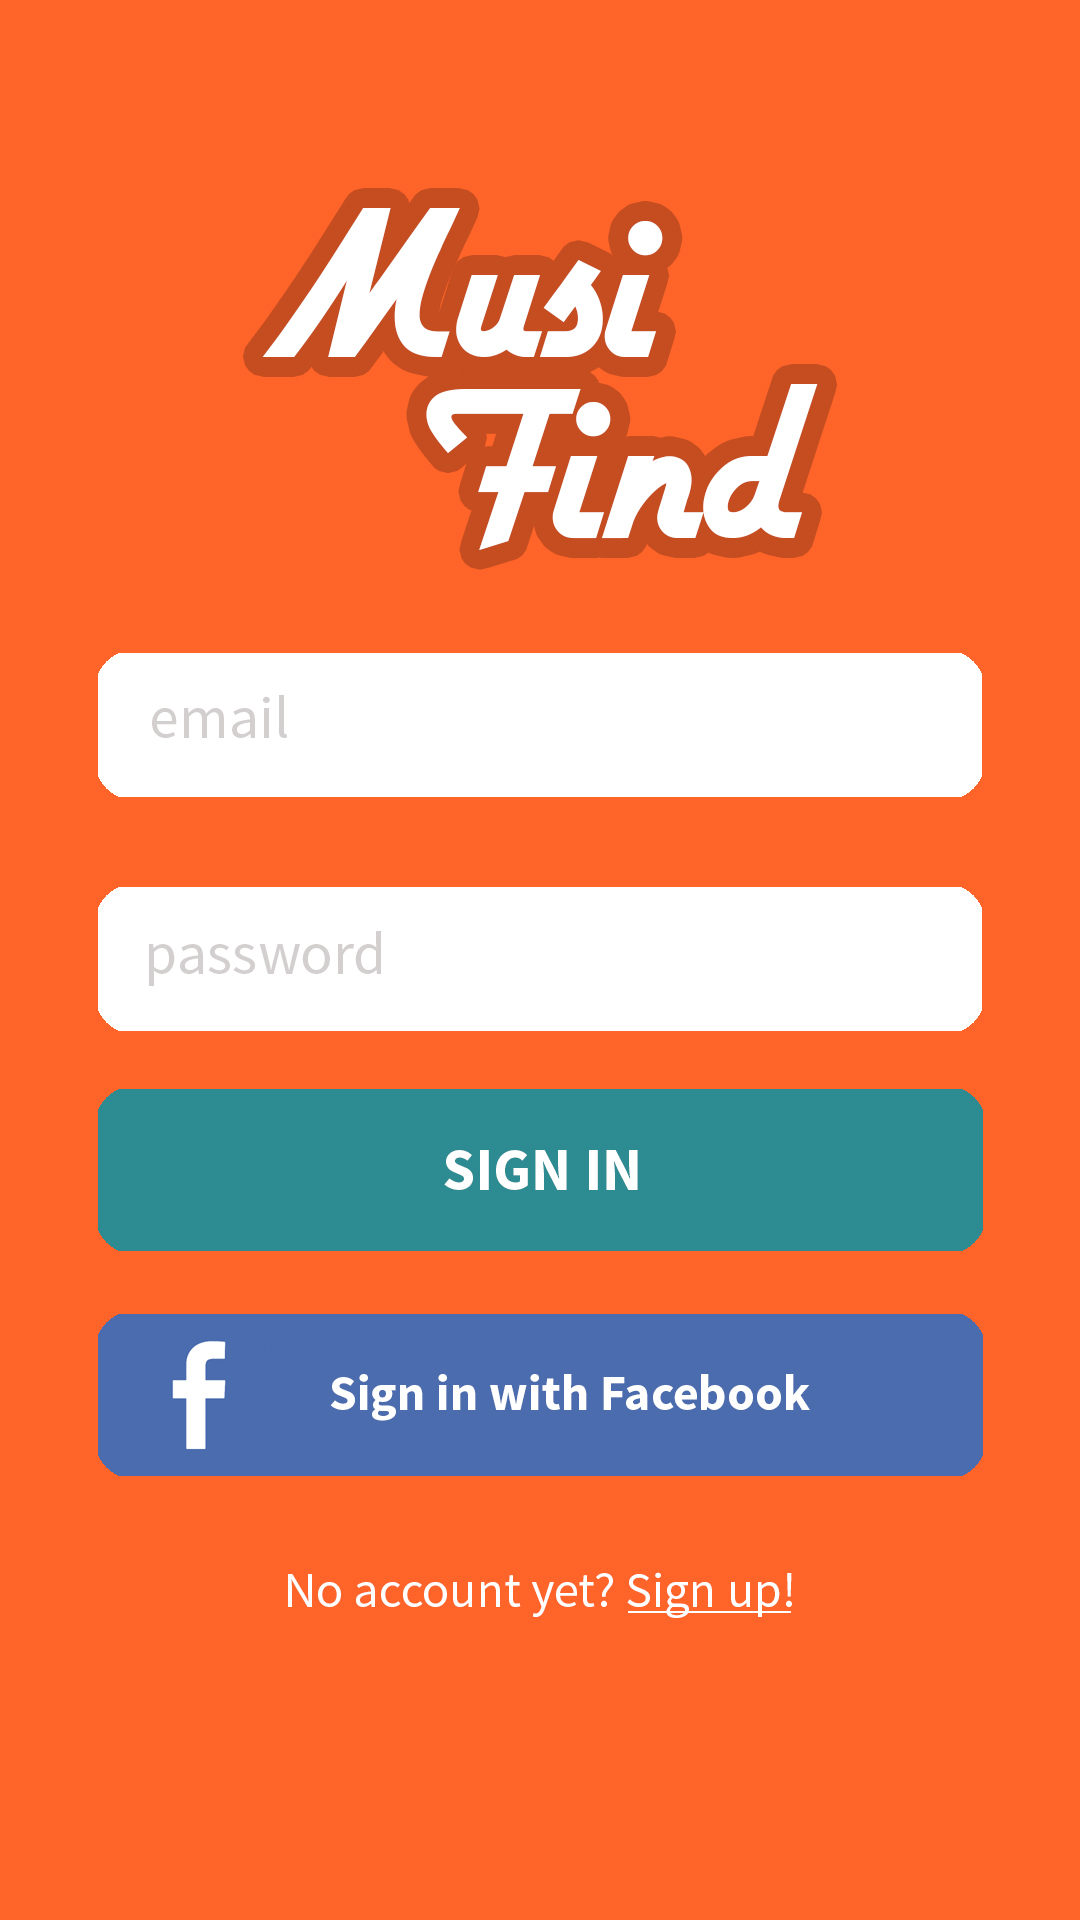 Musi
Find
email
password
SIGN IN
f
Sign in with Facebook
No account yet? Sign up!